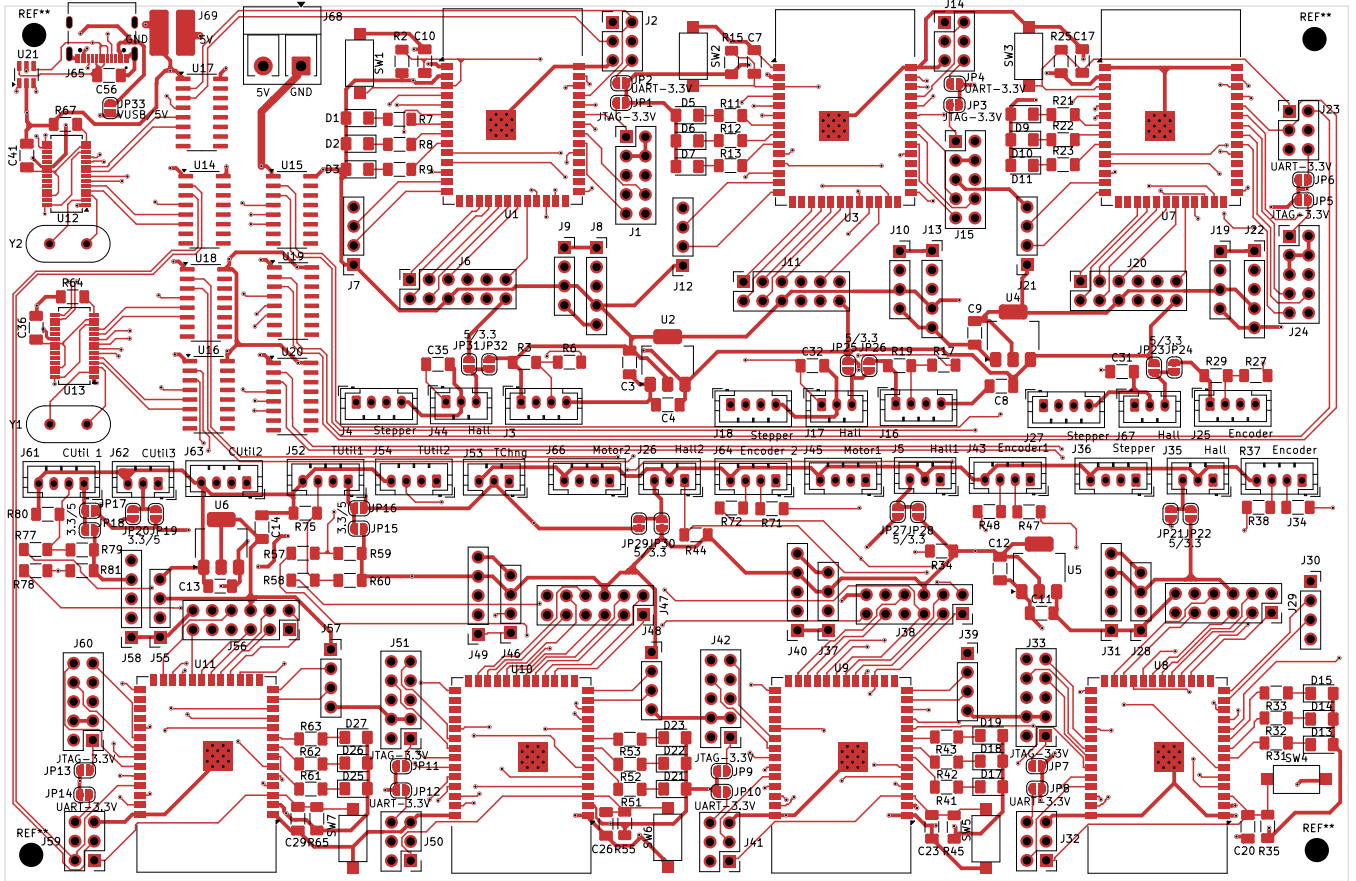 REF**
J69
GND
5V
J68
U21
J65
C56
U17
JP33
VUSB 5V
R67
C41
U12
Y2
U14
U15
5V GND
SW1
R2 C10
D1
D2
D3
R7
R8
R9
U1
J2
JP2
UART-3.3V
JP1
JTAG-3.3V
J1
SW2
R15 C7
D5
D6
D7
R11
R12
R13
U3
J14
JP4
UART-3.3V
JP3
JTAG-3.3V
J15
SW3
R25 C17
D9
D10
D11
R21
R22
R23
U7
REF**
J23
UART-3.3V
JP6
JP5
JTAG-3.3V
J24
J7
J6
J9 J8
J12
J11
J10 J13
J21
J20
J19 J22
U18
U19
R64
C36
U13
Y1
U16
U20
U2
C3
C4
U4
C9
C8
C35
5/3.3
JP31JP32
R3
R6
C32
5/3.3
JP25JP26
R19 R17
C31
5/3.3
JP23JP24
R29 R27
J4 Stepper
J44 Hall
J3
J18 Stepper
J17 Hall
J16
J27 Stepper
J67 Hall
J25 Encoder
J61 CUtil 1
J62 CUtil3
J63 CUtil2
J52 TUtil1
J54 TUtil2
J53 TChng
J66 Motor2
J26 Hall2
J64 Encoder 2
J45 Motor1
J5 Hall1
J43 Encoder1
J36 Stepper
J35 Hall
R37 Encoder
R80
3.3/5
JP17
JP18
JP20JP19
3.3/5
U6
C14
C13
R75
3.3/5
JP16
JP15
R77
R78
R79
R81
R57
R58
R59
R60
JP29JP30
5/3.3
R44
R72 R71
JP27JP28
5/3.3
R34
R48 R47
C12
U5
C11
JP21JP22
5/3.3
R38 J34
J30
J29
J58 J55
J56
J57
J49 J46
J47
J48
J40 J37
J38
J39
J31 J28
J60
U11
J51
U10
J42
U9
J33
U8
JTAG-3.3V
JP13
JP14
UART-3.3V
J59
REF**
R63
R62
R61
D27
D26
D25
C29 R65
SW7
JTAG-3.3V
JP11
JP12
UART-3.3V
J50
R53
R52
R51
D23
D22
D21
C26 R55
SW6
JTAG-3.3V
JP9
JP10
UART-3.3V
J41
R43
R42
R41
D19
D18
D17
C23 R45
SW5
JTAG-3.3V
JP7
JP8
UART-3.3V
J32
R33
R32
R31
D15
D14
D13
SW4
C20 R35
REF**